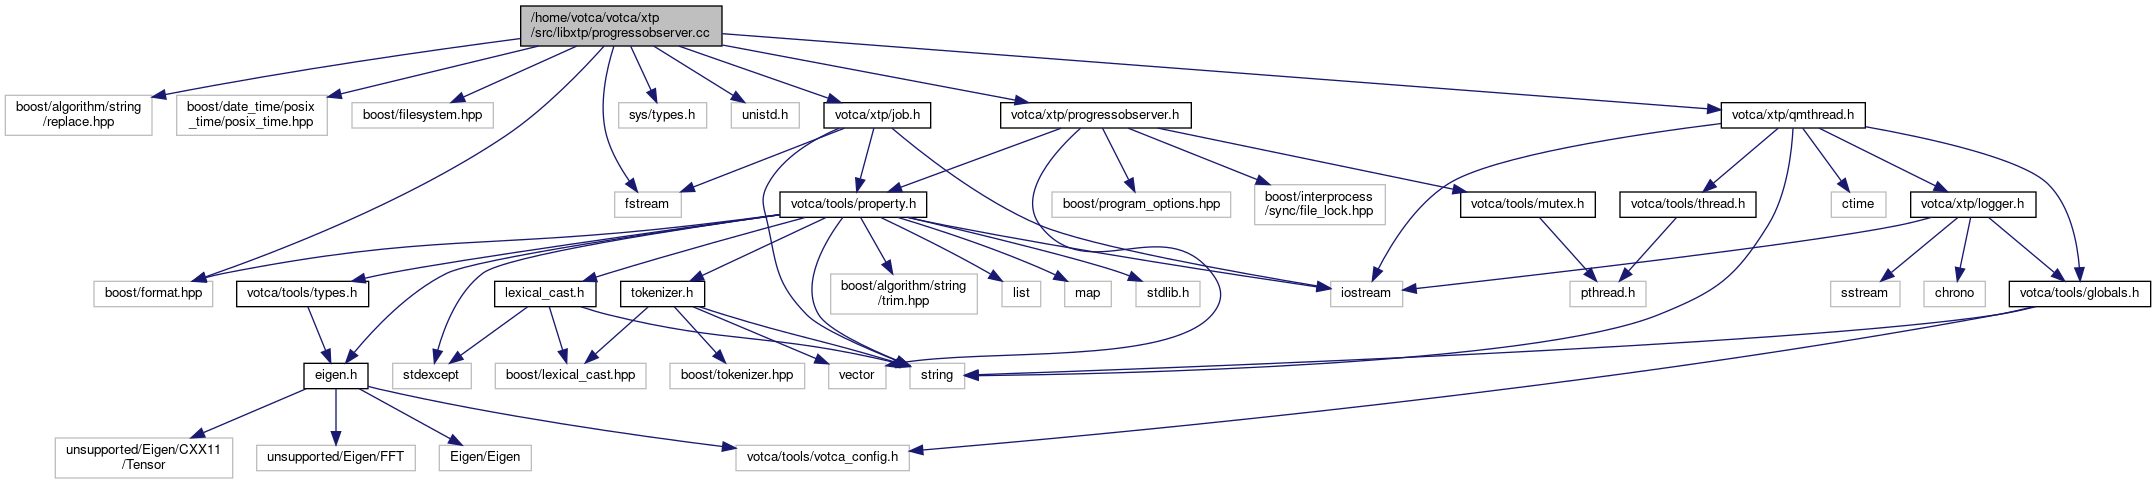 /home/votca/votca/xtp
/src/libxtp/progressobserver.cc
boost/algorithm/string
/replace.hpp
boost/date_time/posix
_time/posix_time.hpp
boost/filesystem.hpp
sys/types.h
unistd.h
votca/xtp/job.h
votca/xtp/progressobserver.h
votca/xtp/qmthread.h
fstream
votca/tools/property.h
boost/program_options.hpp
boost/interprocess
/sync/file_lock.hpp
votca/tools/mutex.h
votca/tools/thread.h
ctime
votca/xtp/logger.h
boost/format.hpp
votca/tools/types.h
lexical_cast.h
tokenizer.h
boost/algorithm/string
/trim.hpp
list
map
stdlib.h
iostream
pthread.h
sstream
chrono
votca/tools/globals.h
eigen.h
stdexcept
boost/lexical_cast.hpp
boost/tokenizer.hpp
vector
string
unsupported/Eigen/CXX11
/Tensor
unsupported/Eigen/FFT
Eigen/Eigen
votca/tools/votca_config.h